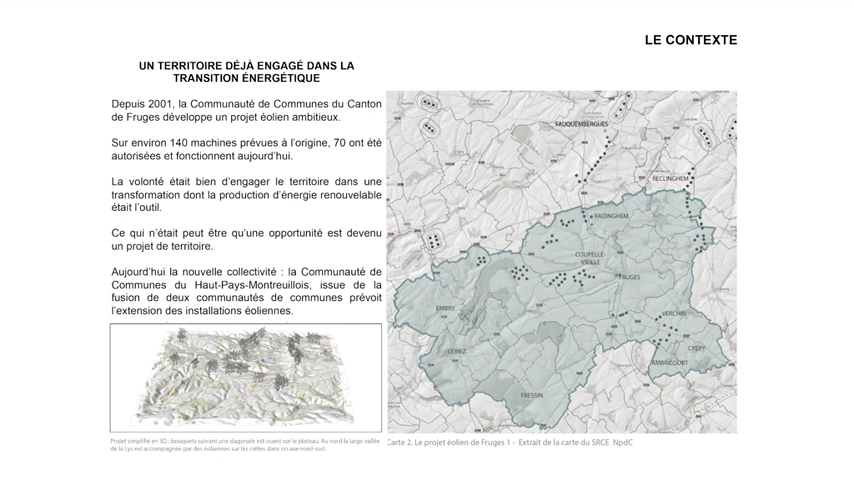 LE CONTEXTE
UN TERRITOIRE DÉJÀ ENGAGÉ DANS LA
TRANSITION ÉNERGÉTIQUE
Depuis 2001, la Communauté de Communes du Canton
de Fruges développe un projet éolien ambitieux.
Sur environ 140 machines prévues à l'origine, 70 ont été
autorisées et fonctionnent aujourd'hui.
La volonté était bien d'engager le territoire dans une
transformation dont la production d'énergie renouvelable
était l'outil.
Ce qui n'était peut être qu'une opportunité est devenu
un projet de territoire.
Aujourd'hui la nouvelle collectivité : la Communauté de
Communes du Haut-Pays-Montreuillois, issue de la
fusion de deux communautés de communes prévoit
l'extension des installations éoliennes.
Projet simplifié en 3D : bouquets suivant une diagonale est-ouest sur le plateau. Au nord la large vallée
de la Lys est accompagnée par des éoliennes sur les crêtes dans un axe nord-sud.
FAUQUEMBERGUES
RECLINGHEM
RADINGHEM
COUPELLE-
VIEILLE
FRUGES
EMBRY
VERCHIN
CREPY
LEBIEZ
AMBRICOURT
FRESSIN
Carte 2. Le projet éolien de Fruges 1 - Extrait de la carte du SRCE NpdC